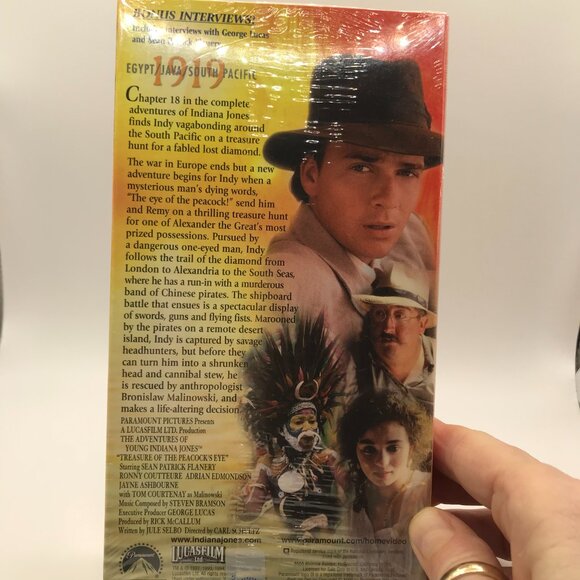 BONUS INTERVIEWS!
interviews with George Lucas
and Sean Patrick Flanery
EGYPT/JAVA/SOUTH PACIFIC
1919
Chapter 18 in the complete
adventures of Indiana Jones
finds Indy vagabonding around
the South Pacific on a treasure
hunt for a fabled lost diamond.
The war in Europe ends but a new
adventure begins for Indy when a
mysterious man's dying words,
"The eye of the peacock!" send him
and Remy on a thrilling treasure hunt
for one of Alexander the Great's most
prized possessions. Pursued by
a dangerous one-eyed man, Indy
follows the trail of the diamond from
London to Alexandria to the South Seas,
where he has a run-in with a murderous
band of Chinese pirates. The shipboard
battle that ensues is a spectacular display
of swords, guns and flying fists. Marooned
by the pirates on a remote desert
island, Indy is captured by savage
headhunters, but before they
can turn him into a shrunken
head and cannibal stew, he
is rescued by anthropologist
Bronislaw Malinowski, and
makes a life-altering decision.
PARAMOUNT PICTURES Presents
A LUCASFILM LTD. Production
THE ADVENTURES OF
YOUNG INDIANA JONES™
"TREASURE OF THE PEACOCK'S EYE"
Starring SEAN PATRICK FLANERY
RONNY COUTTEURE ADRIAN EDMONDSON
JAYNE ASHBOURNE
with TOM COURTENAY as Malinowski
Music Composed by STEVEN BRAMSON
Executive Producer GEORGE LUCAS
Produced by RICK McCALLUM
Written by JULE SELBO Directed by CARL SCHULTZ
www.indianajones.com
www.paramount.com/homevideo
Paramount
LUCASFILM
Ltd